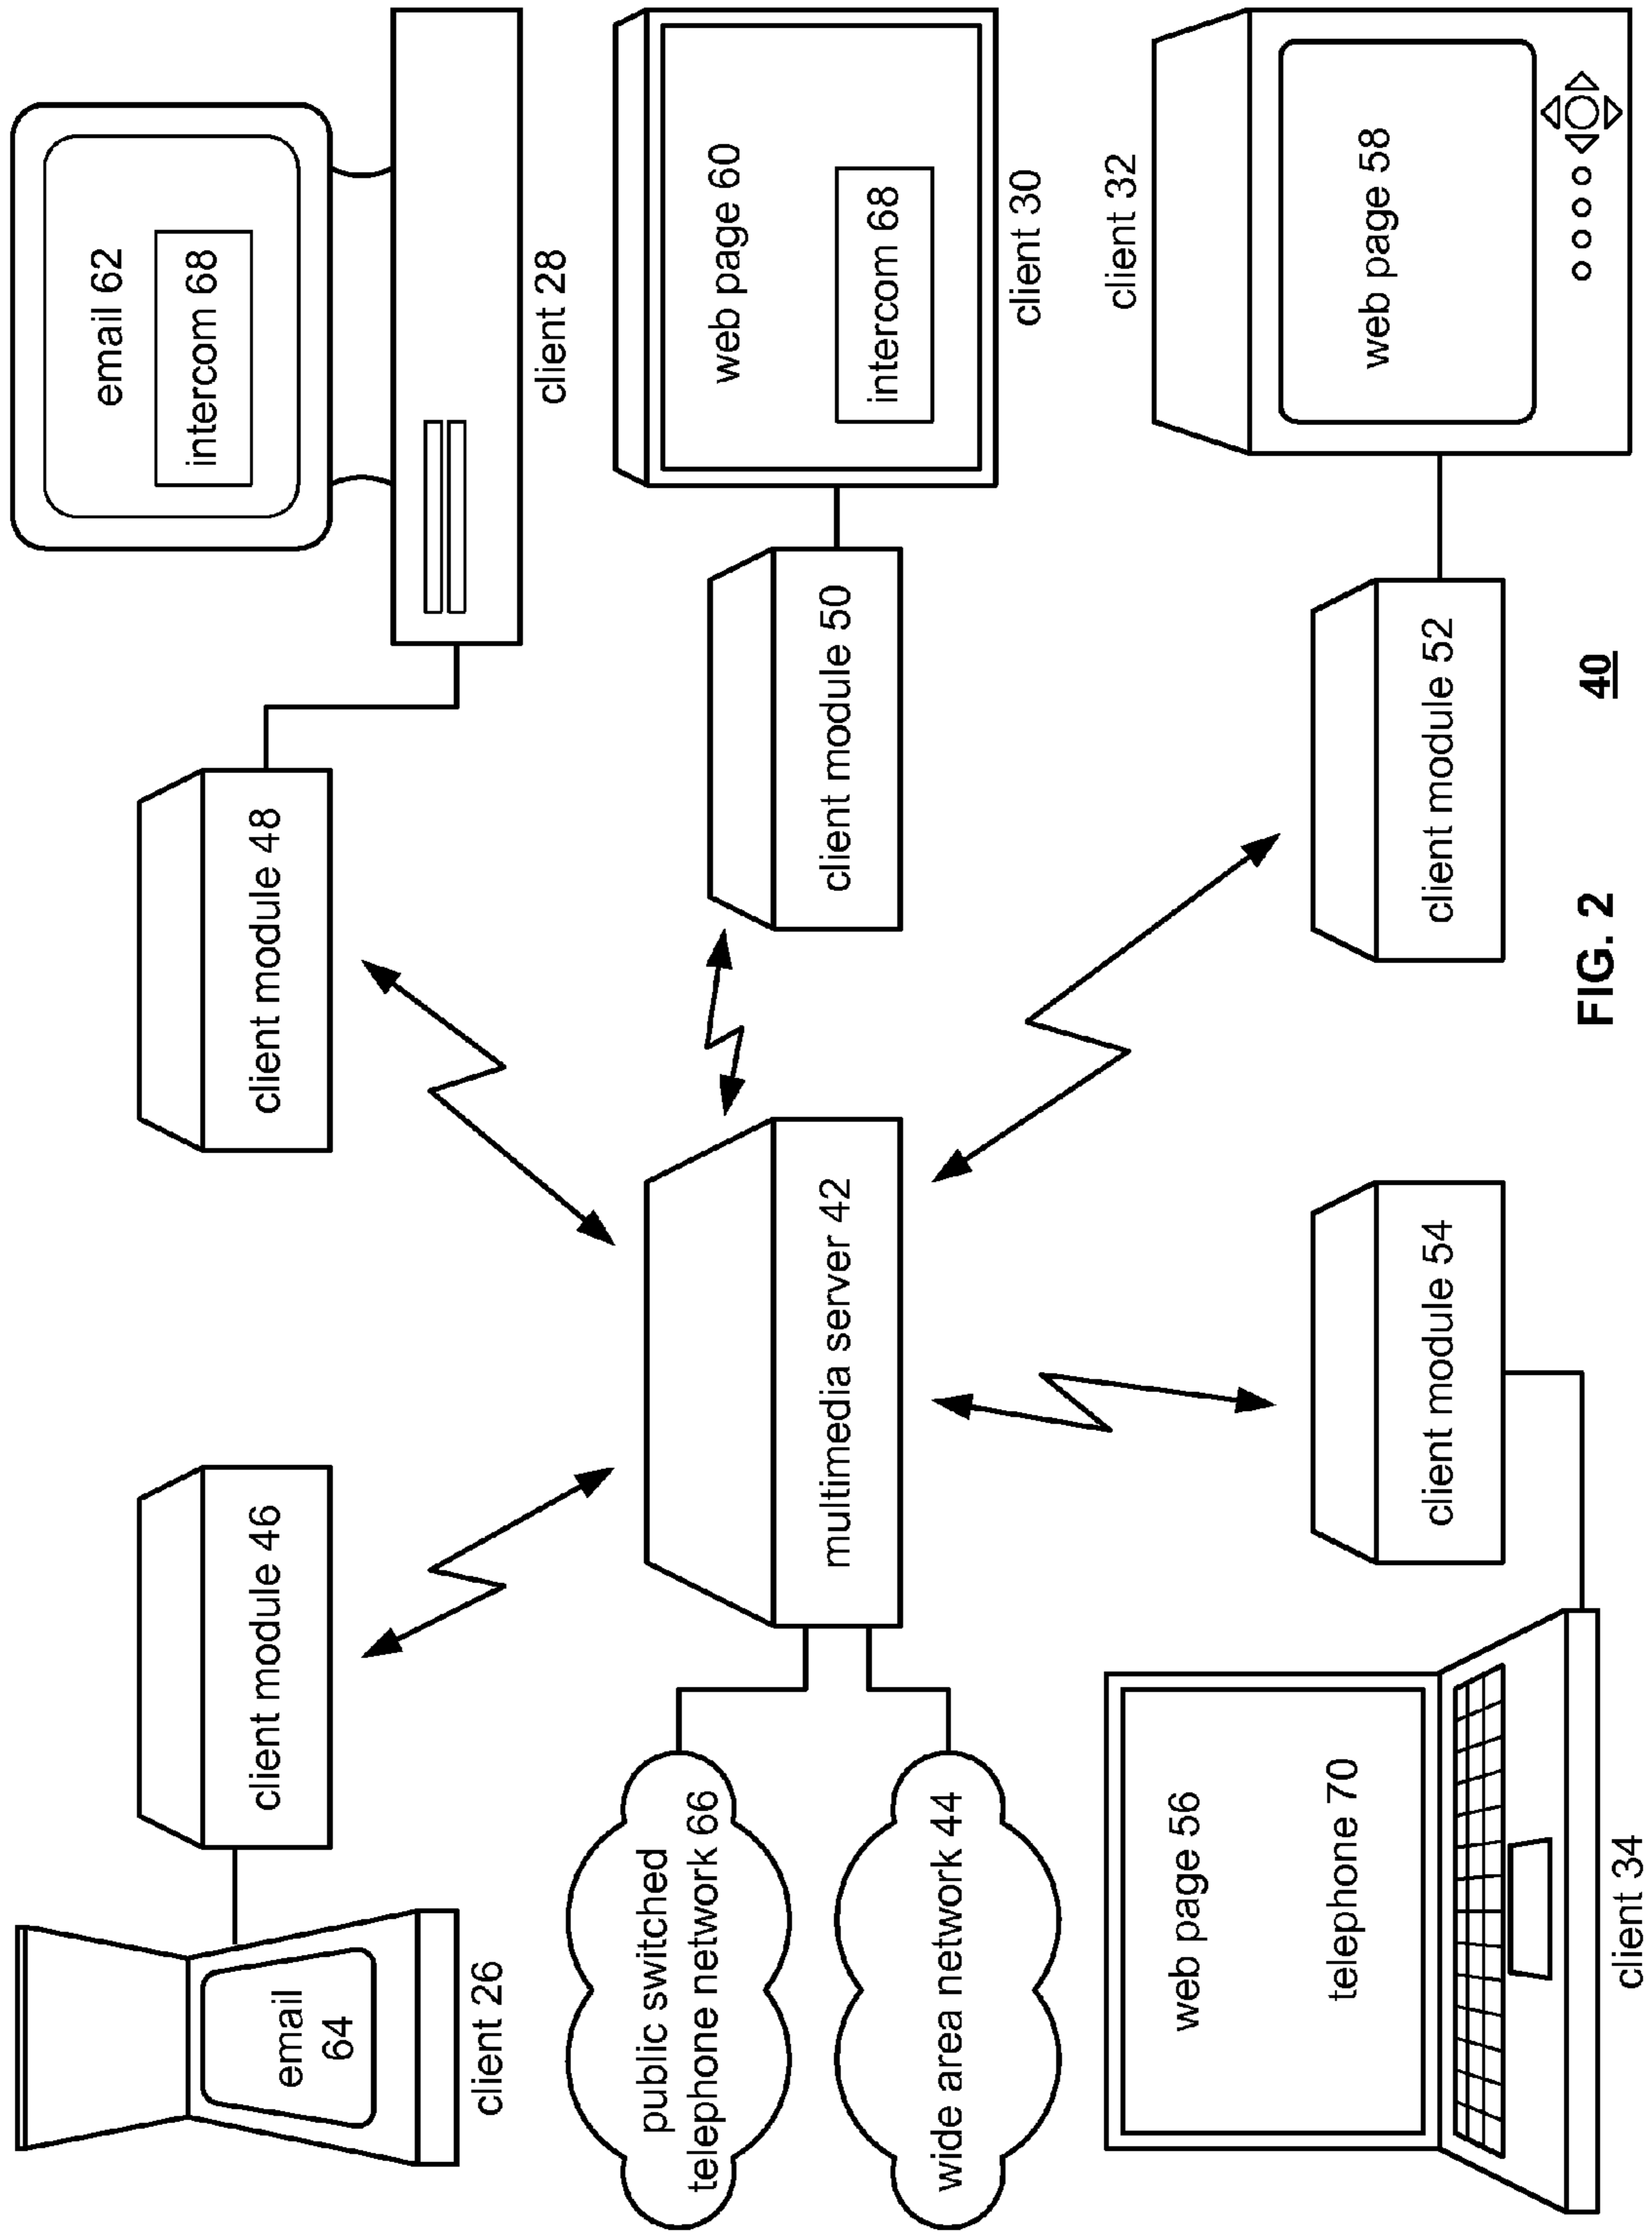 email
64
client 26
client module 46
client module 48
email 62
intercom 68
client 28
public switched
telephone network 66
wide area network 44
multimedia server 42
client module 50
web page 60
intercom 68
client 30
web page 56
telephone 70
client 34
client module 54
client module 52
client 32
web page 58
FIG. 2
40